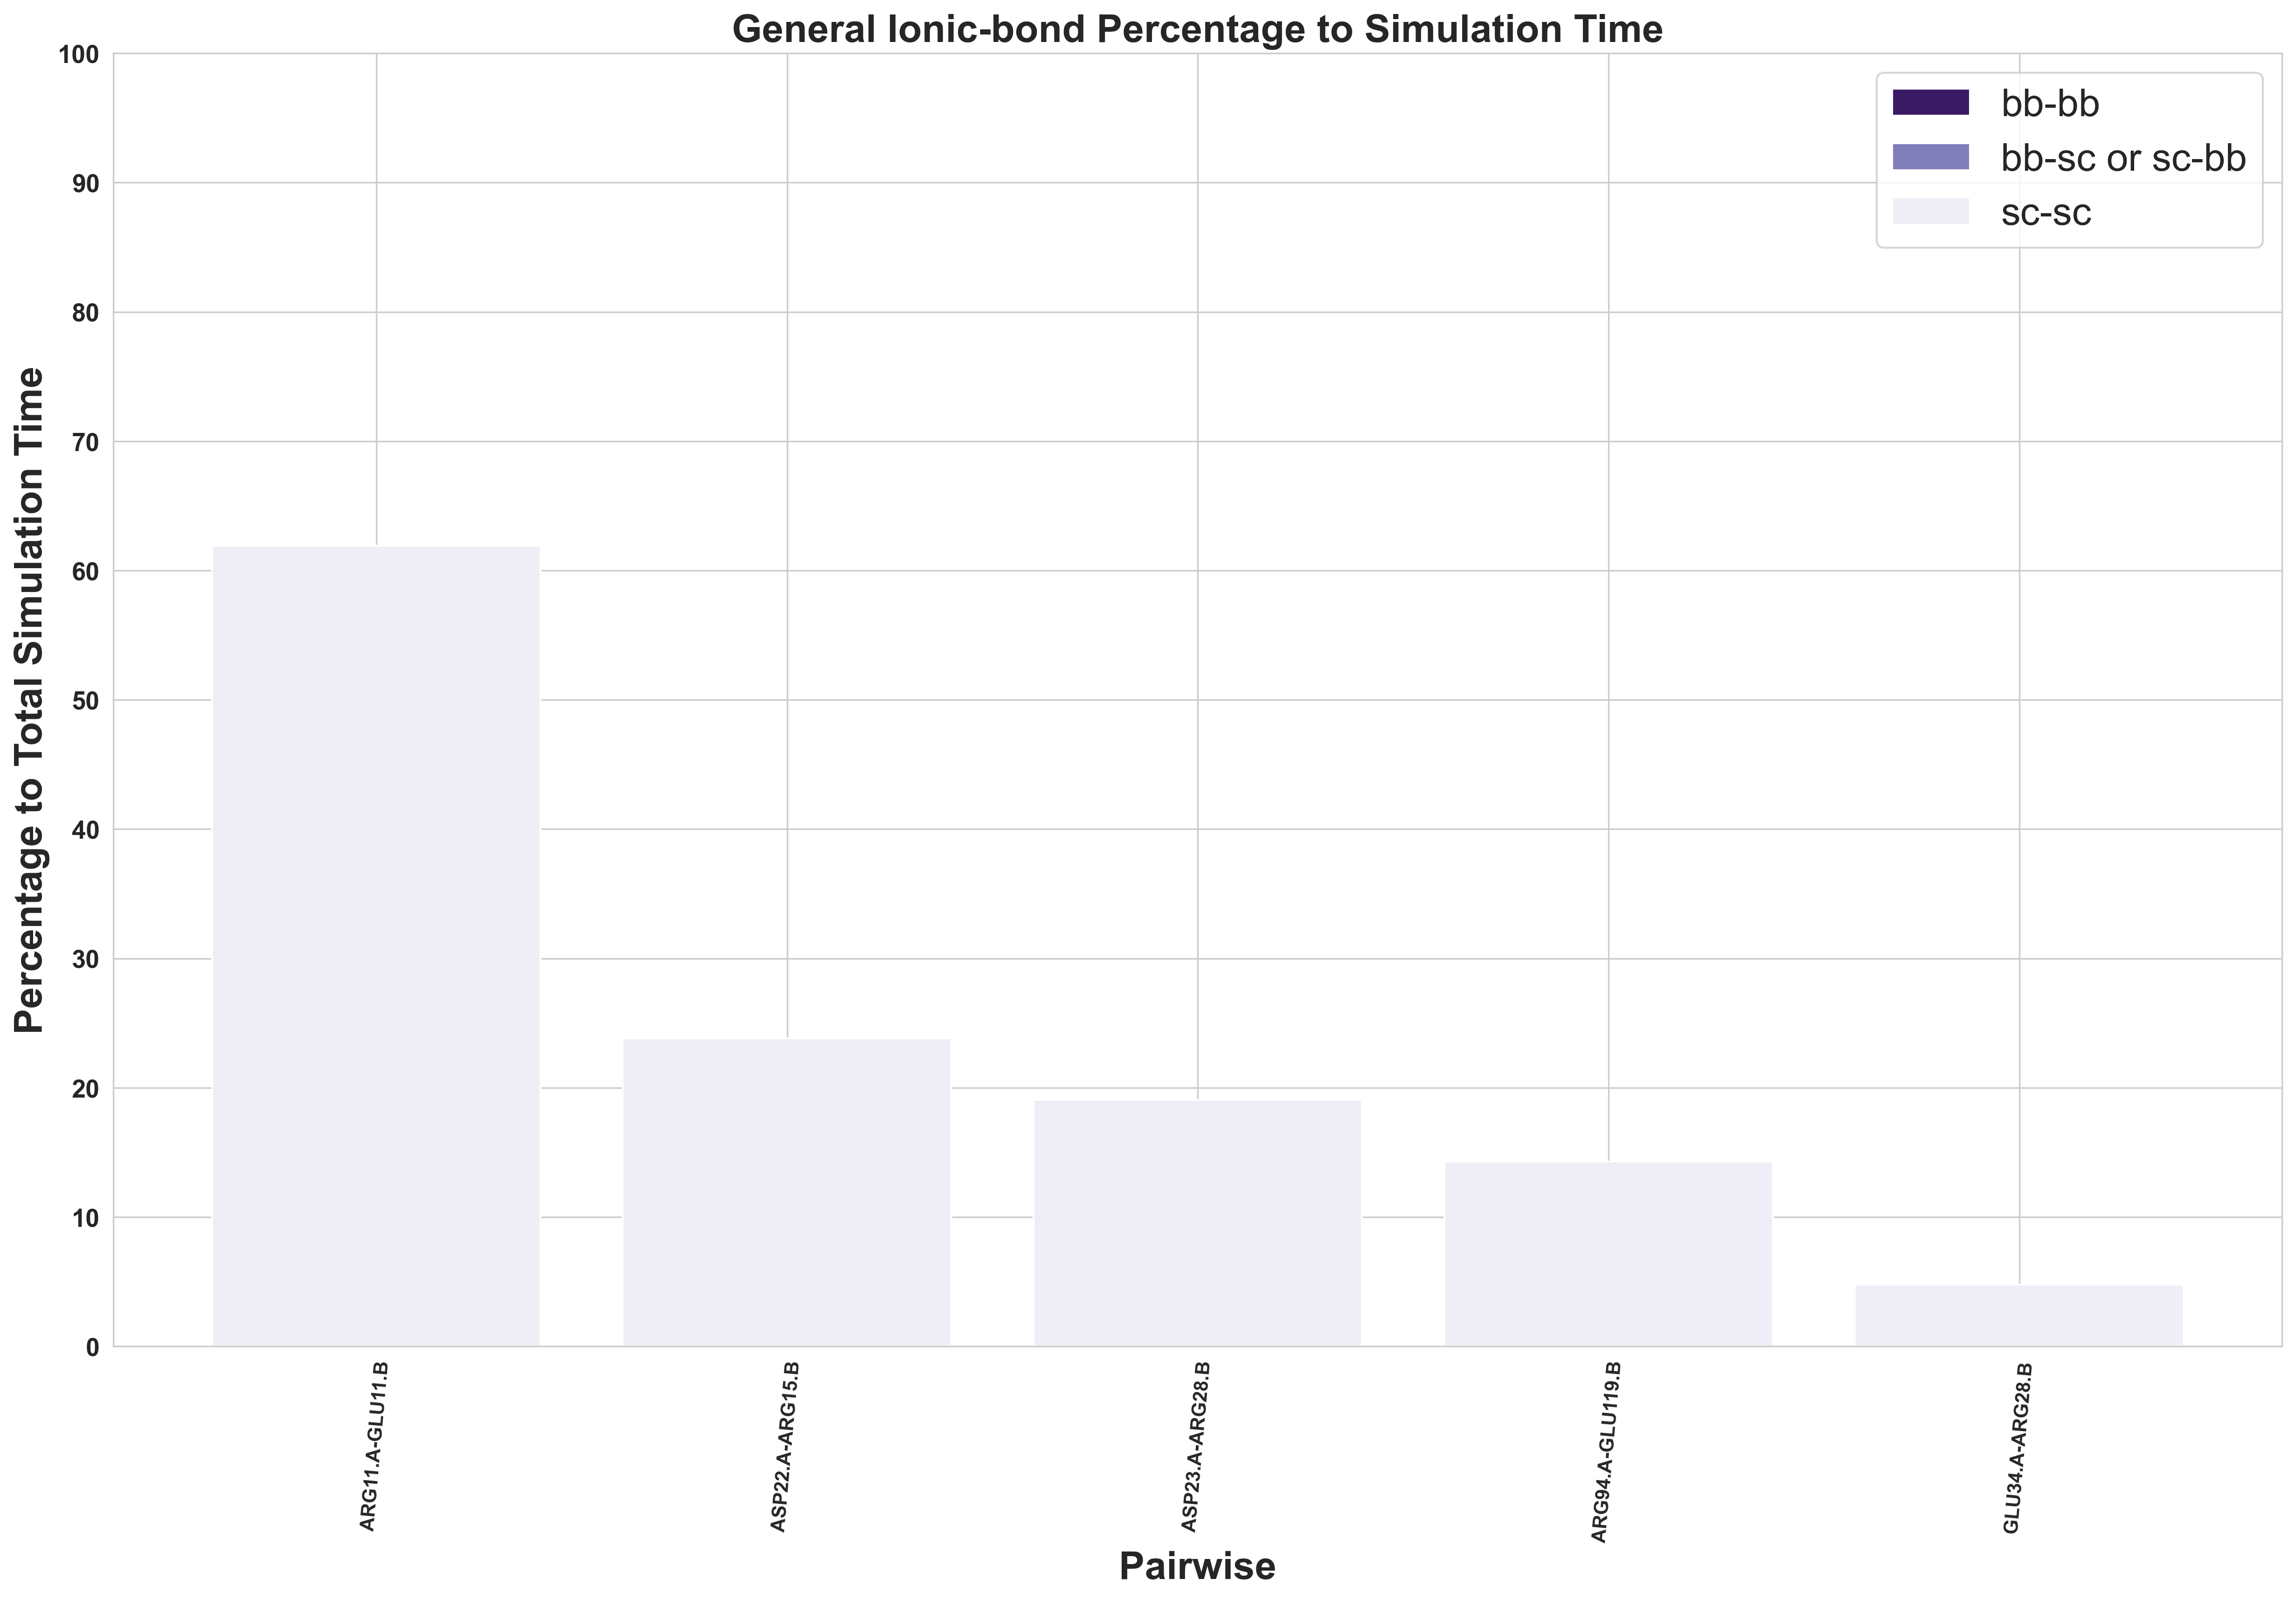 General Ionic-bond Percentage to Simulation Time
100
90
80
70
60
50
40
30
20
10
0
Percentage to Total Simulation Time
bb-bb
bb-sc or sc-bb
sc-sc
ARG11.A-GLU11.B
ASP22.A-ARG15.B
ASP23.A-ARG28.B
ARG94.A-GLU119.B
GLU34.A-ARG28.B
Pairwise